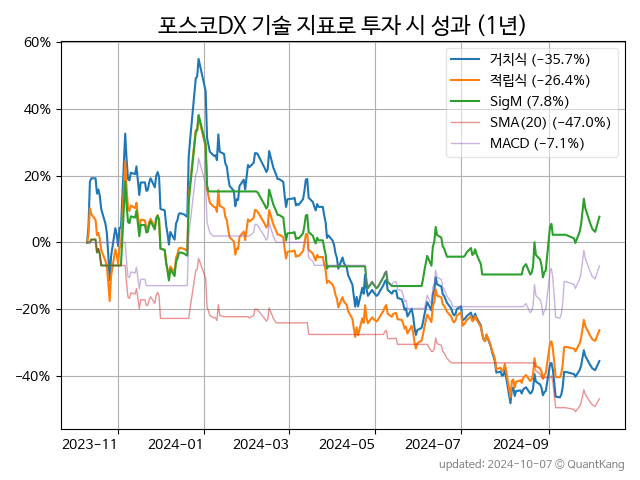 포스코DX 기술 지표로 투자 시 성과 (1년)
60%
40%
20%
0%
−20%
−40%
거치식 (−35.7%)
적립식 (−26.4%)
SigM (7.8%)
SMA(20) (−47.0%)
MACD (−7.1%)
2023−11 2024−01 2024−03 2024−05 2024−07 2024−09
updated: 2024-10-07 © QuantKang